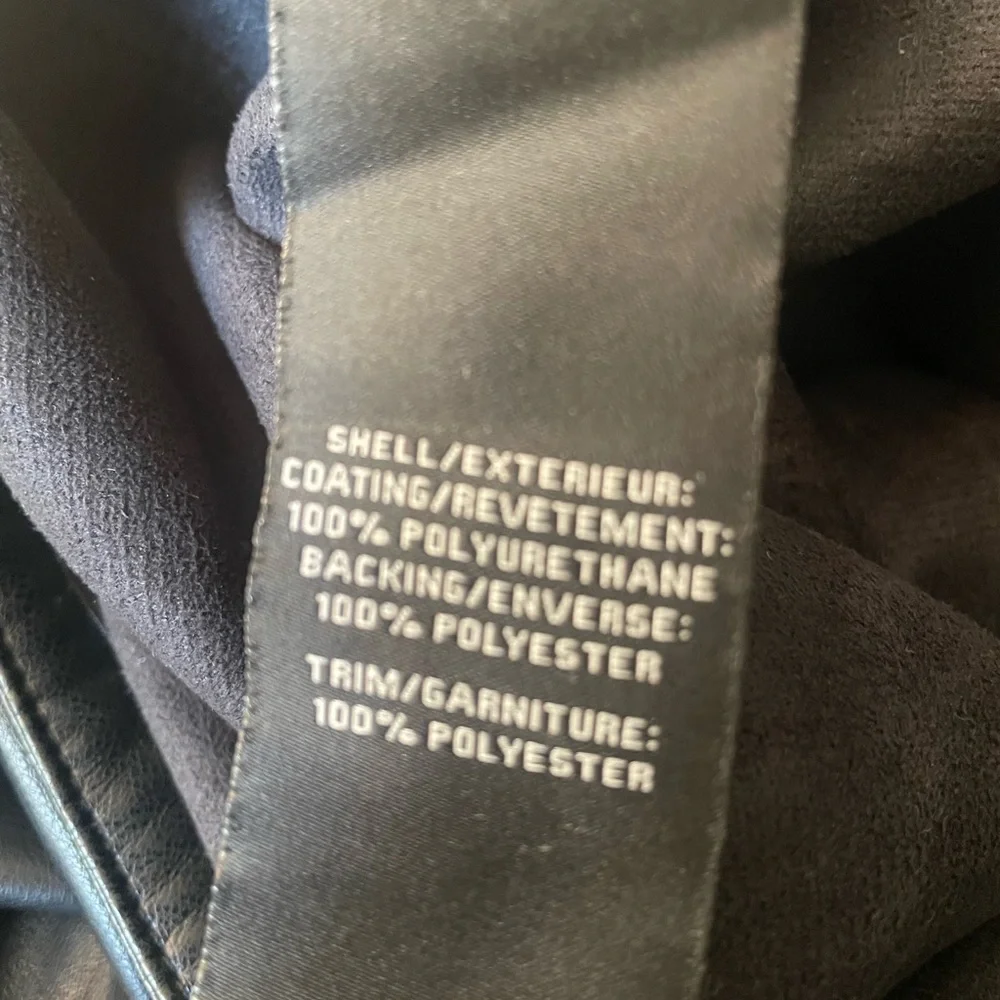 SHELL/EXTERIEUR:
COATING/REVETEMENT:
100% POLYURETHANE
BACKING/ENVERSE:
100% POLYESTER
TRIM/GARNITURE:
100% POLYESTER